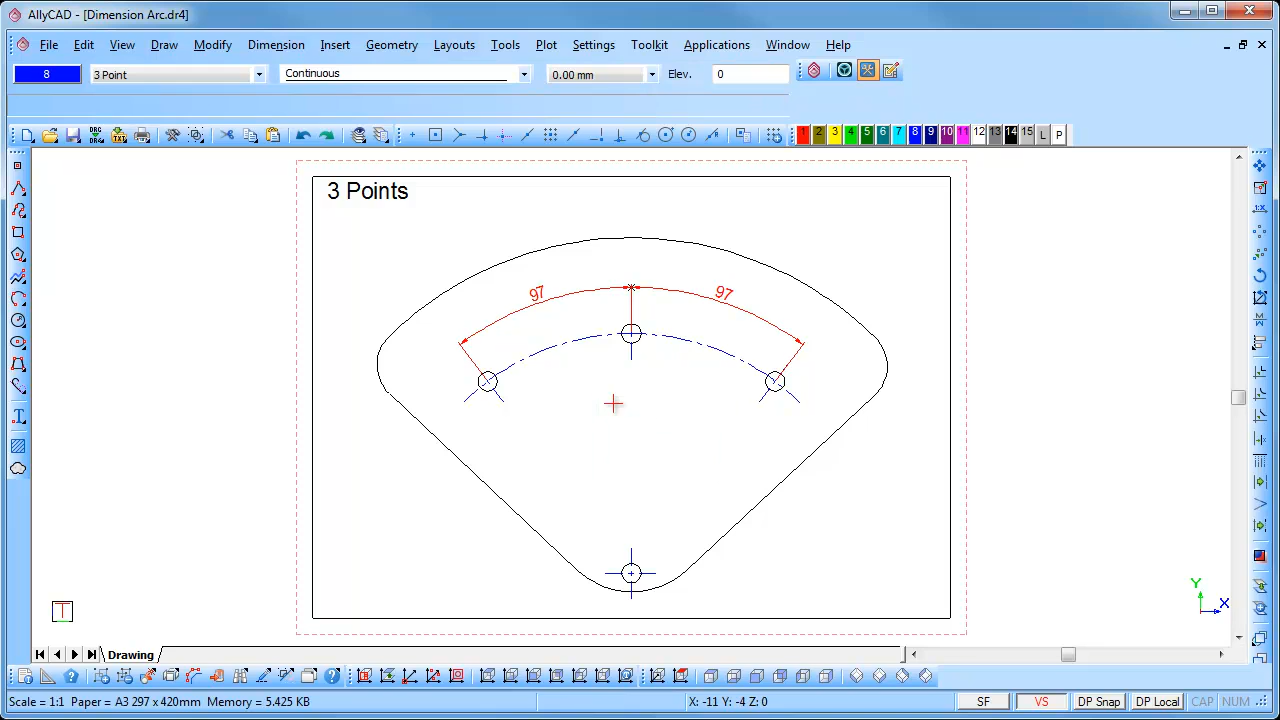 AllyCAD - [Dimension Arc.dr4]
File Edit View Draw Modify Dimension Insert Geometry Layouts Tools Plot Settings Toolkit Applications Window Help
8 3 Point Continuous 0.00 mm Elev. 0
DRG TXT 1 2 3 4 5 6 7 8 9 10 11 12 13 14 15 L P
3 Points
97 97
1:X
T
Y
X
Drawing
Scale = 1:1 Paper = A3 297 x 420mm Memory = 5.425 KB X: -11 Y: -4 Z: 0 SF VS DP Snap DP Local CAP NUM